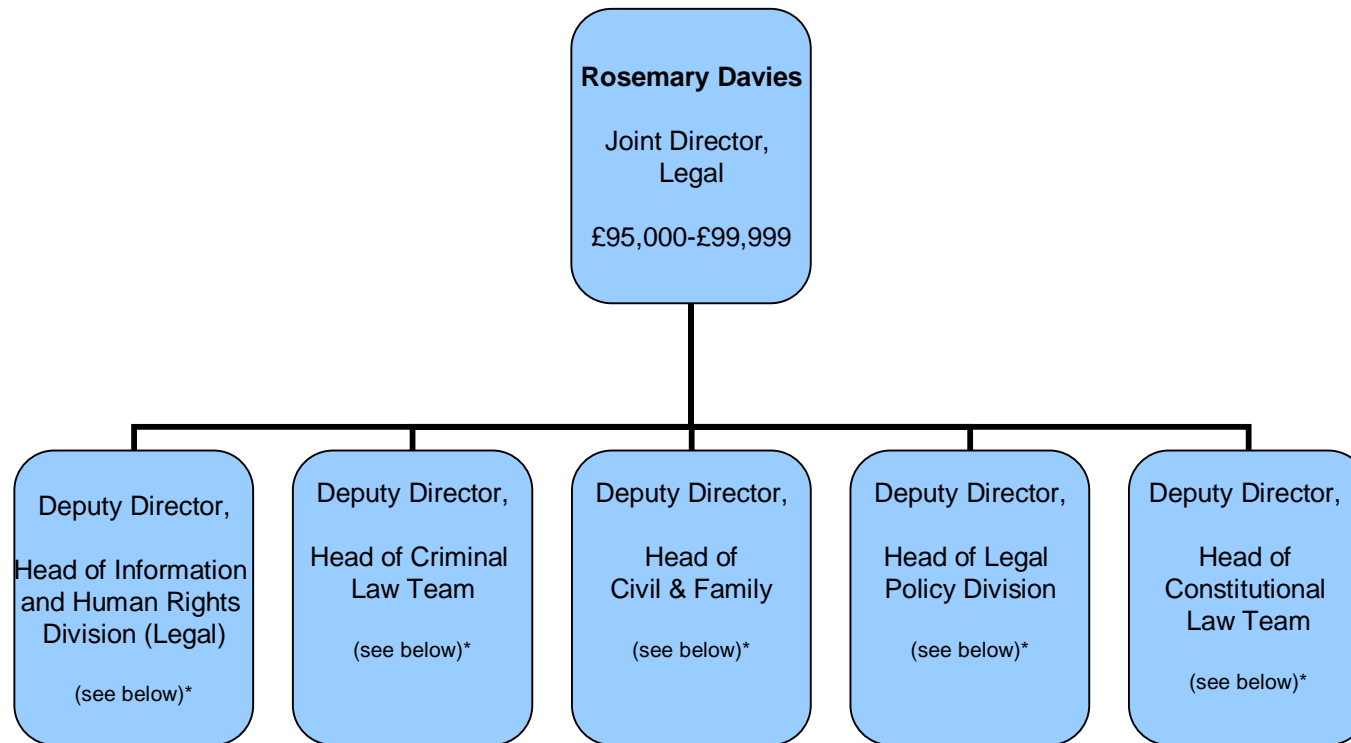 Rosemary Davies
Joint Director,
Legal
£95,000-£99,999
Deputy Director,
Head of Information
and Human Rights
Division (Legal)
(see below)*
Deputy Director,
Head of Criminal
Law Team
(see below)*
Deputy Director,
Head of
Civil & Family
(see below)*
Deputy Director,
Head of Legal
Policy Division
(see below)*
Deputy Director,
Head of
Constitutional
Law Team
(see below)*